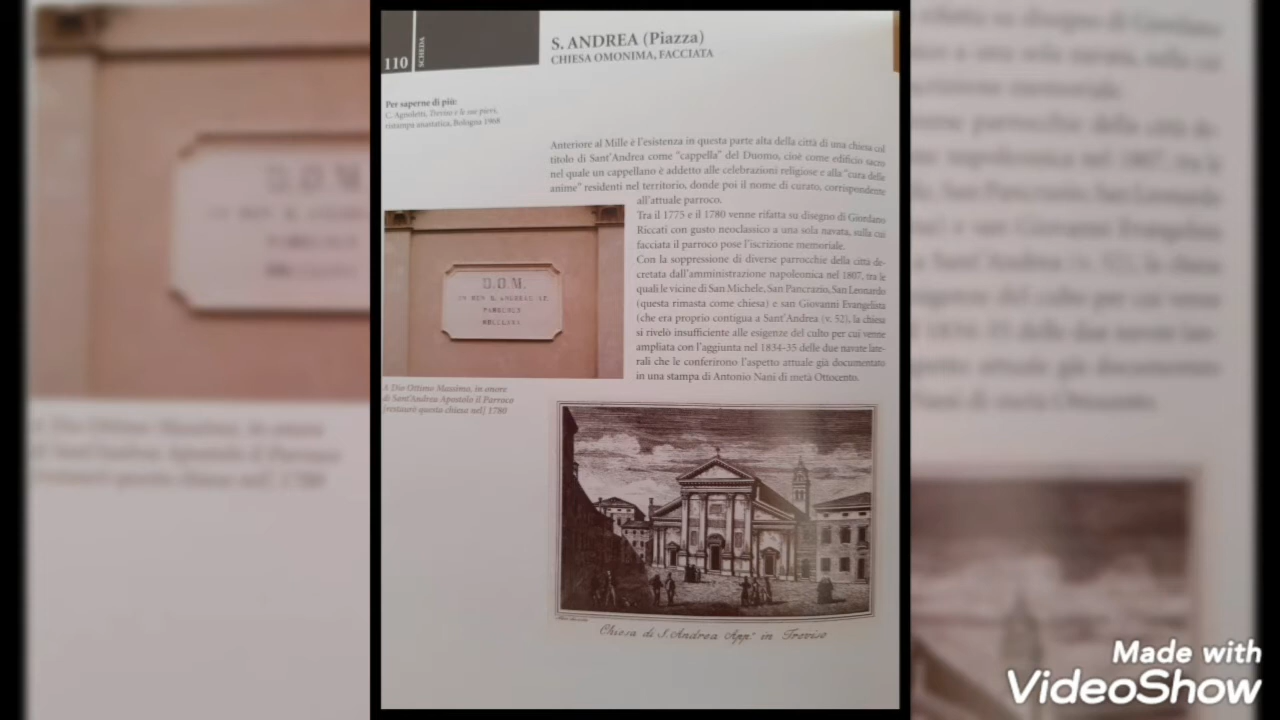 110
SCHEDA
S. ANDREA (Piazza)
CHIESA OMONIMA, FACCIATA
Per saperne di più:
C. Agnoletti, Treviso e le sue pievi,
ristampa anastatica, Bologna 1968
Anteriore al Mille è l'esistenza in questa parte alta della città di una chiesa col
titolo di Sant'Andrea come "cappella" del Duomo, cioè come edificio sacro
nel quale un cappellano è addetto alle celebrazioni religiose e alla "cura delle
anime" residenti nel territorio, donde poi il nome di curato, corrispondente
all'attuale parroco.
Tra il 1775 e il 1780 venne rifatta su disegno di Giordano
Riccati con gusto neoclassico a una sola navata, sulla cui
facciata il parroco pose l'iscrizione memoriale.
Con la soppressione di diverse parrocchie della città de-
cretata dall'amministrazione napoleonica nel 1807, tra le
quali le vicine di San Michele, San Pancrazio, San Leonardo
(questa rimasta come chiesa) e san Giovanni Evangelista
(che era proprio contigua a Sant'Andrea (v. 52), la chiesa
si rivelò insufficiente alle esigenze del culto per cui venne
ampliata con l'aggiunta nel 1834-35 delle due navate late-
rali che le conferirono l'aspetto attuale già documentato
in una stampa di Antonio Nani di metà Ottocento.
D.O.M.
IN HON S. ANDREAE AP.
PAROCHUS
MDCCLXXX
A Dio Ottimo Massimo, in onore
di Sant'Andrea Apostolo il Parroco
[restaurò questa chiesa nel] 1780
Chiesa di S. Andrea App.° in Treviso
Made with
VideoShow